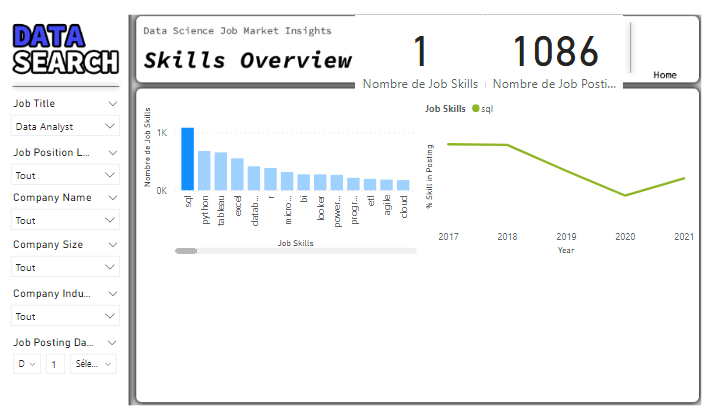 DATA
SEARCH
Job Title
Data Analyst
Job Position L...
Tout
Company Name
Tout
Company Size
Tout
Company Indu...
Tout
Job Posting Da...
D 1 Séle...
Data Science Job Market Insights
Skills Overview
1
Nombre de Job Skills
1086
Nombre de Job Posti...
Home
Nombre de Job Skills
1K
0K
sql
python
tableau
excel
datab...
r
micro...
bi
looker
power...
progr...
etl
agile
cloud
Job Skills
Job Skills sql
% Skill in Posting
2017 2018 2019 2020 2021
Year